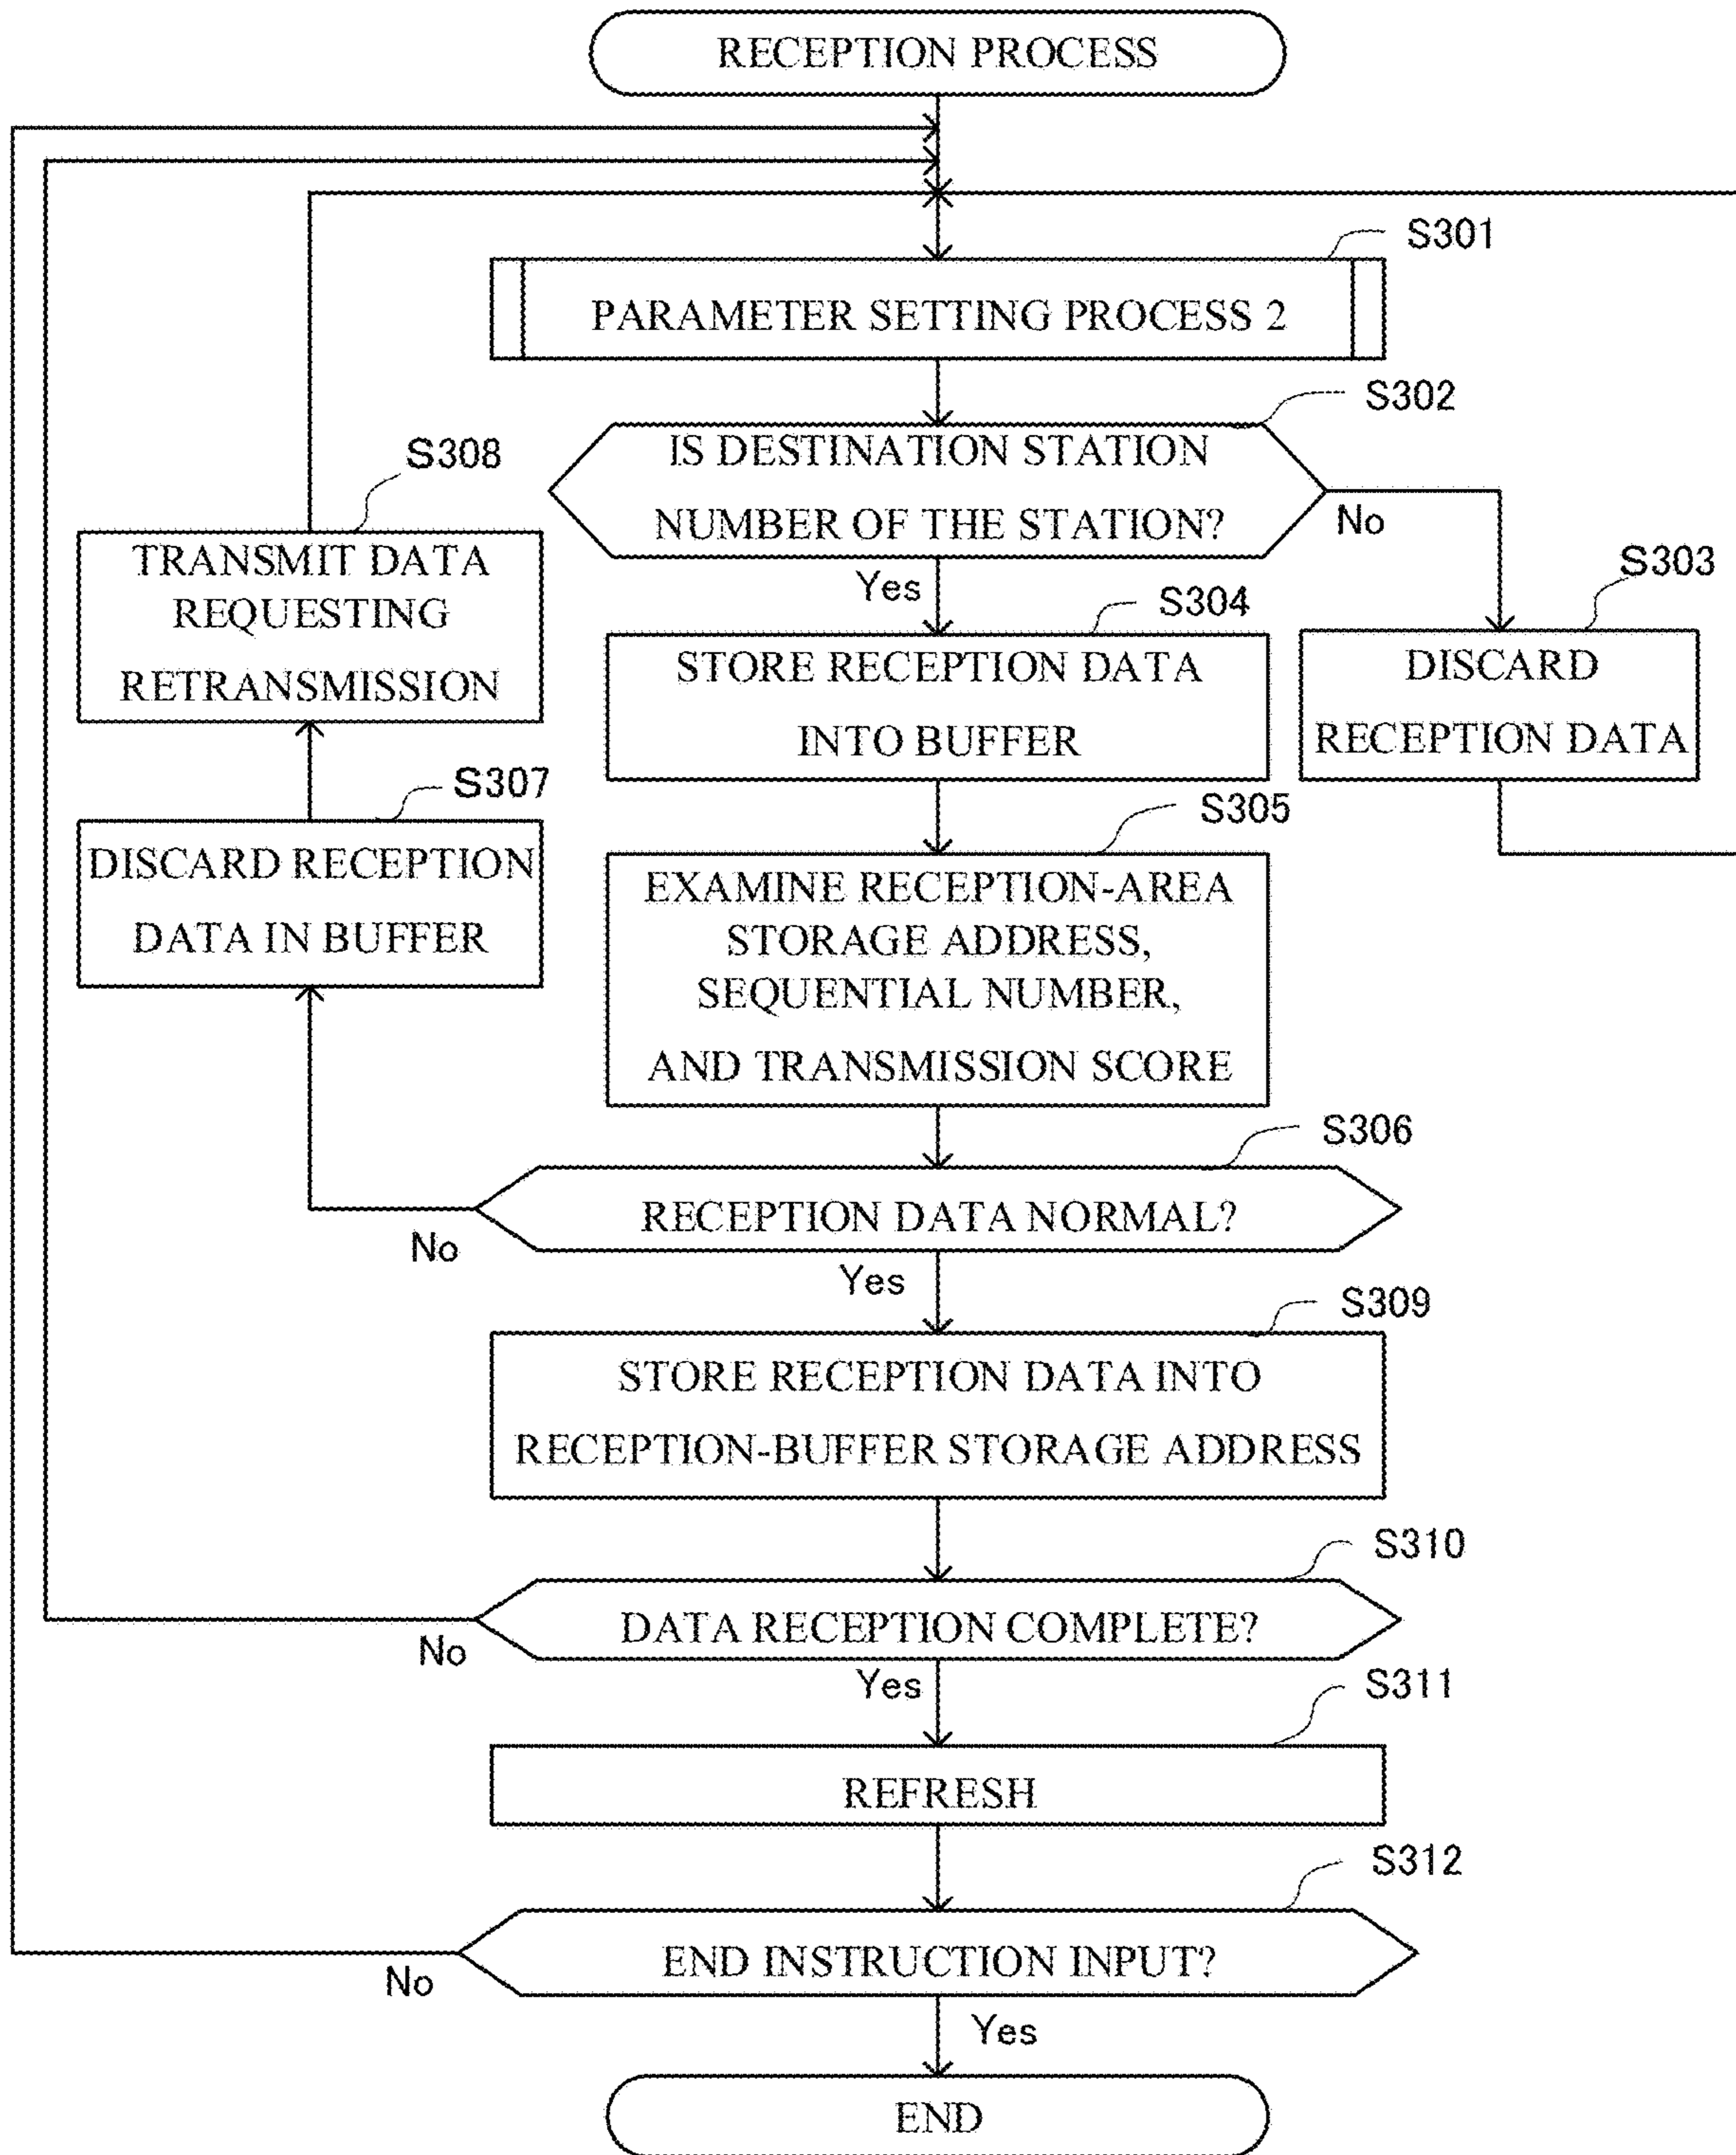 RECEPTION PROCESS
S301
PARAMETER SETTING PROCESS 2
S302
IS DESTINATION STATION
NUMBER OF THE STATION?
No
Yes
S303
DISCARD
RECEPTION DATA
S304
STORE RECEPTION DATA
INTO BUFFER
S305
EXAMINE RECEPTION-AREA
STORAGE ADDRESS,
SEQUENTIAL NUMBER,
AND TRANSMISSION SCORE
S306
RECEPTION DATA NORMAL?
No
Yes
S307
DISCARD RECEPTION
DATA IN BUFFER
S308
TRANSMIT DATA
REQUESTING
RETRANSMISSION
S309
STORE RECEPTION DATA INTO
RECEPTION-BUFFER STORAGE ADDRESS
S310
DATA RECEPTION COMPLETE?
No
Yes
S311
REFRESH
S312
END INSTRUCTION INPUT?
No
Yes
END